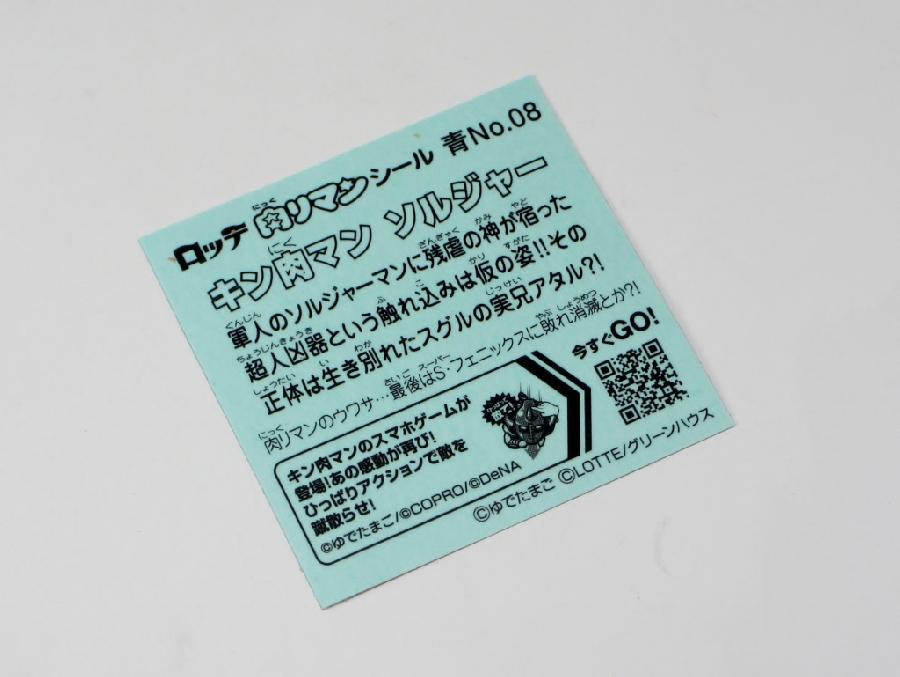 ロッテ 肉リマンシール 青No.08
キン肉マン ソルジャー
軍人のソルジャーマンに残虐の神が宿った
超人凶器という触れ込みは仮の姿!!その
正体は生き別れたスグルの実兄アタル?!
肉リマンのウワサ…最後はS・フェニックスに敗れ消滅とか?!
キン肉マンのスマホゲームが
登場!あの感動が再び!
ひっぱりアクションで敵を
蹴散らせ!
©ゆでたまご/©COPRO/©DeNA
今すぐGO!
©ゆでたまご ©LOTTE/グリーンハウス